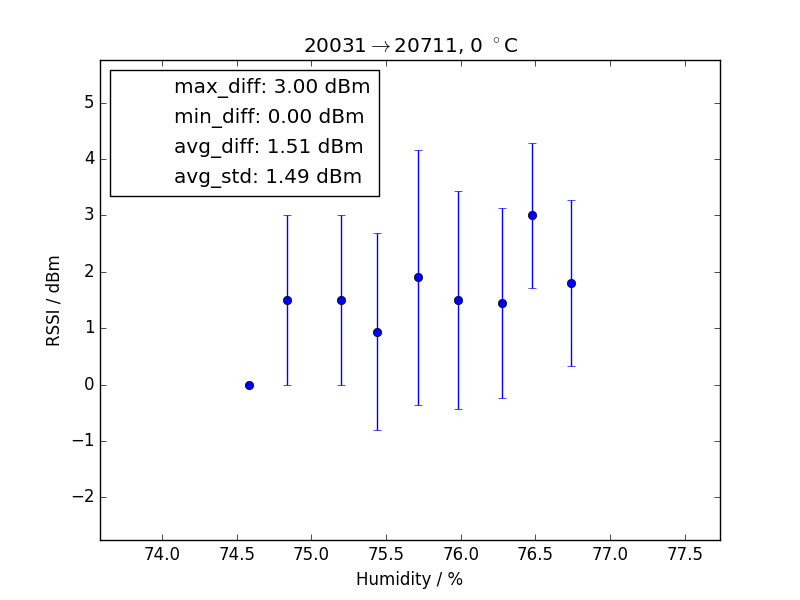 20031→20711, 0 °C
max_diff: 3.00 dBm
min_diff: 0.00 dBm
avg_diff: 1.51 dBm
avg_std: 1.49 dBm
5
4
3
2
1
0
−1
−2
RSSI / dBm
74.0 74.5 75.0 75.5 76.0 76.5 77.0 77.5
Humidity / %